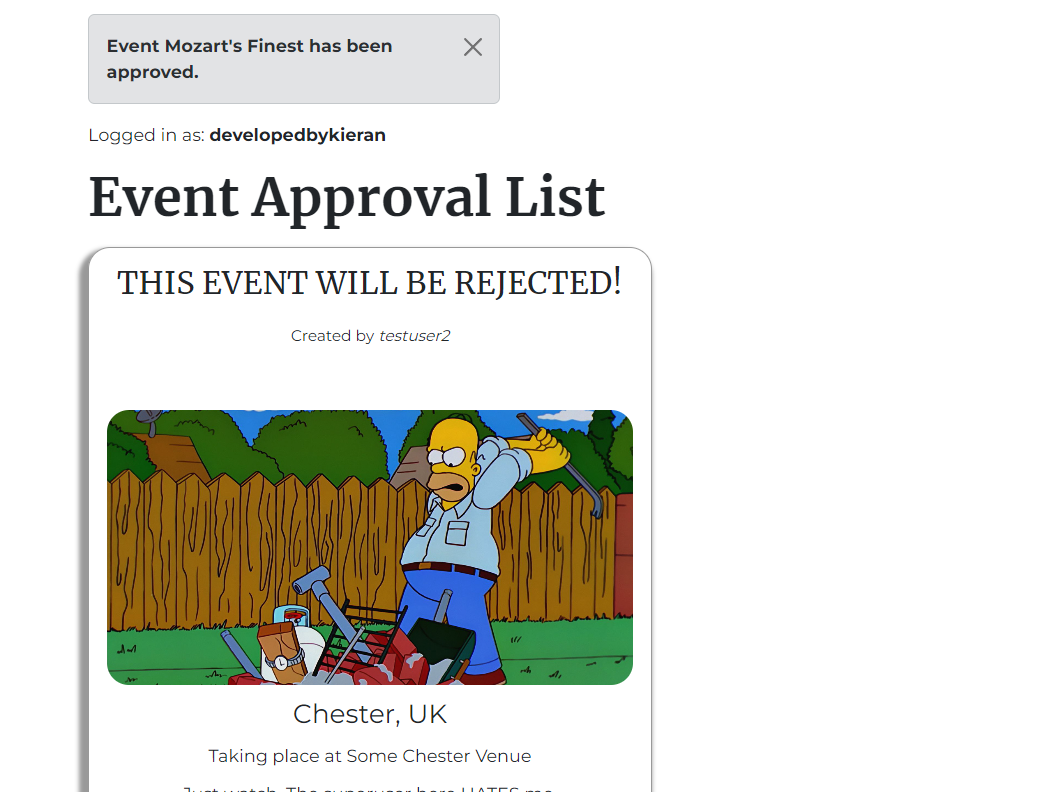 Event Mozart's Finest has been
approved.
Logged in as: developedbykieran
Event Approval List
THIS EVENT WILL BE REJECTED!
Created by testuser2
Chester, UK
Taking place at Some Chester Venue
Just watch. The superuser here HATES me